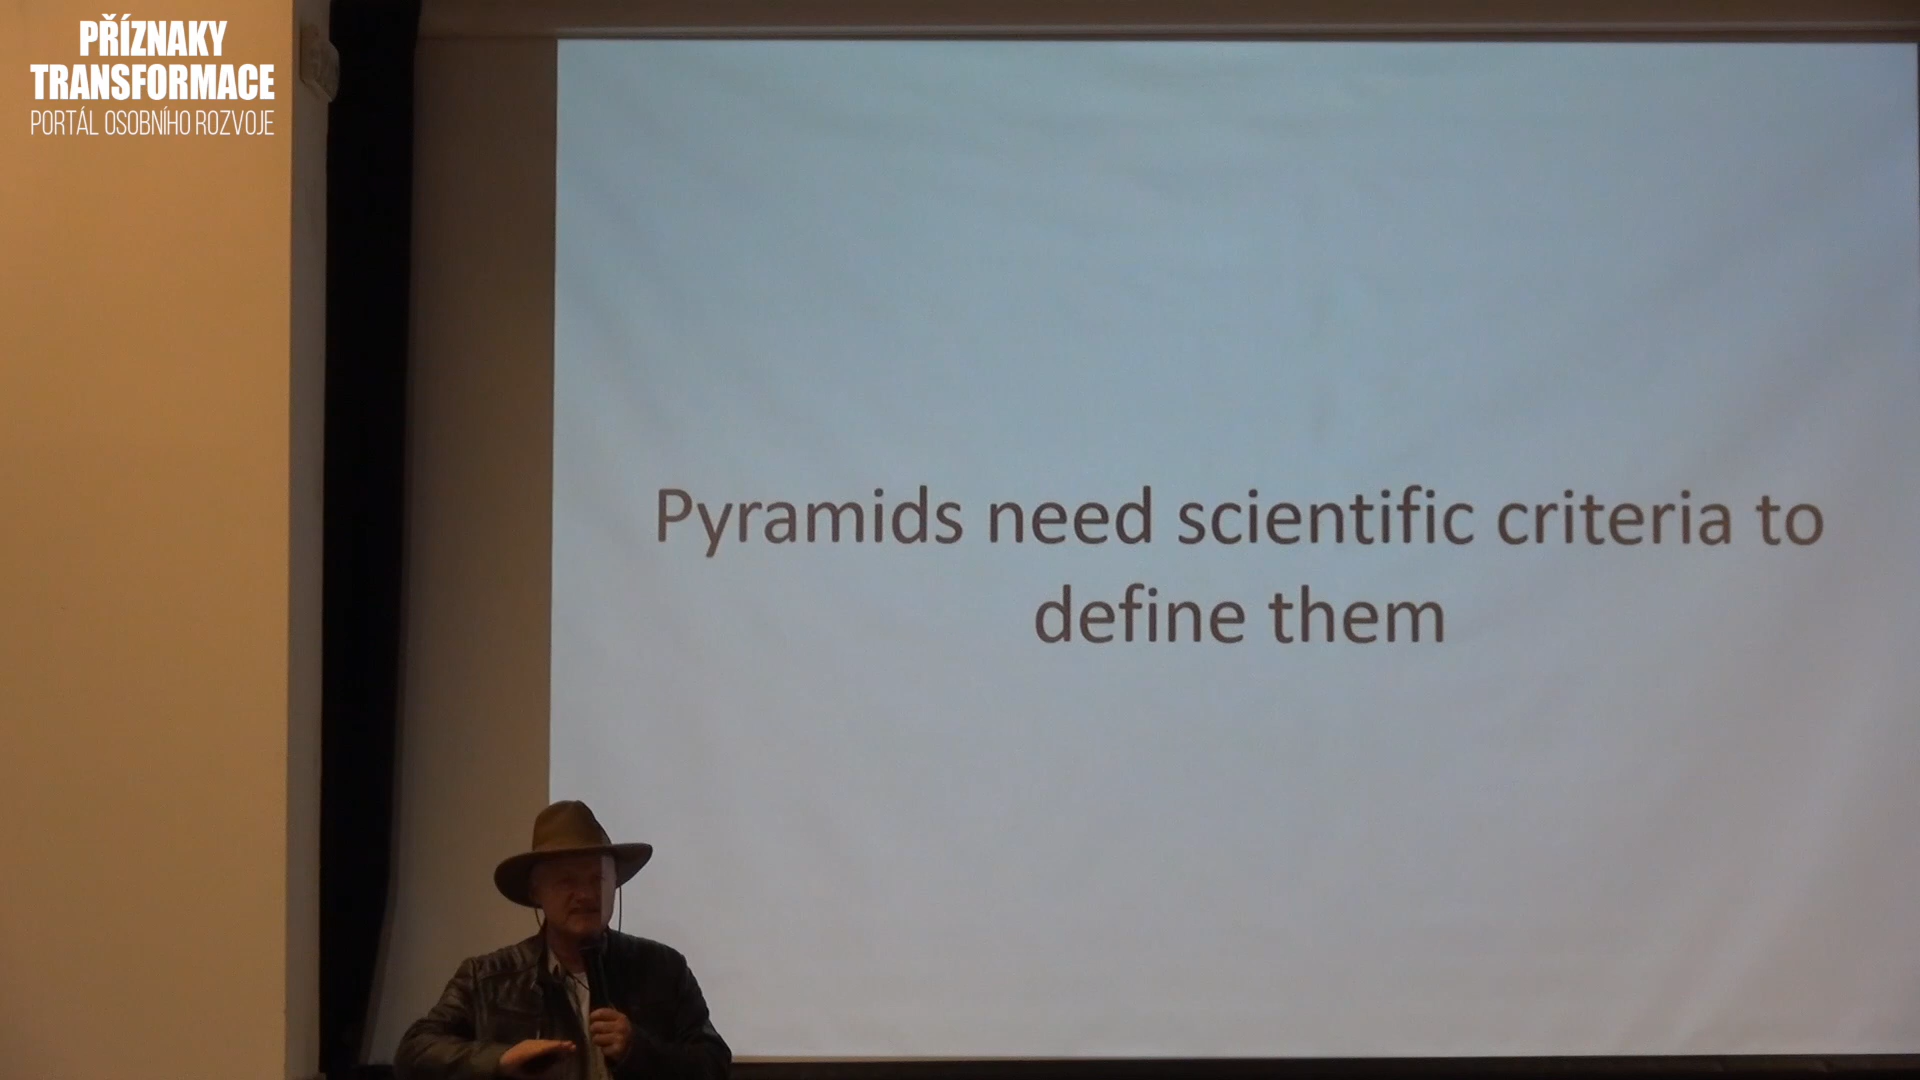 PŘÍZNAKY
TRANSFORMACE
PORTÁL OSOBNÍHO ROZVOJE
Pyramids need scientific criteria to
define them